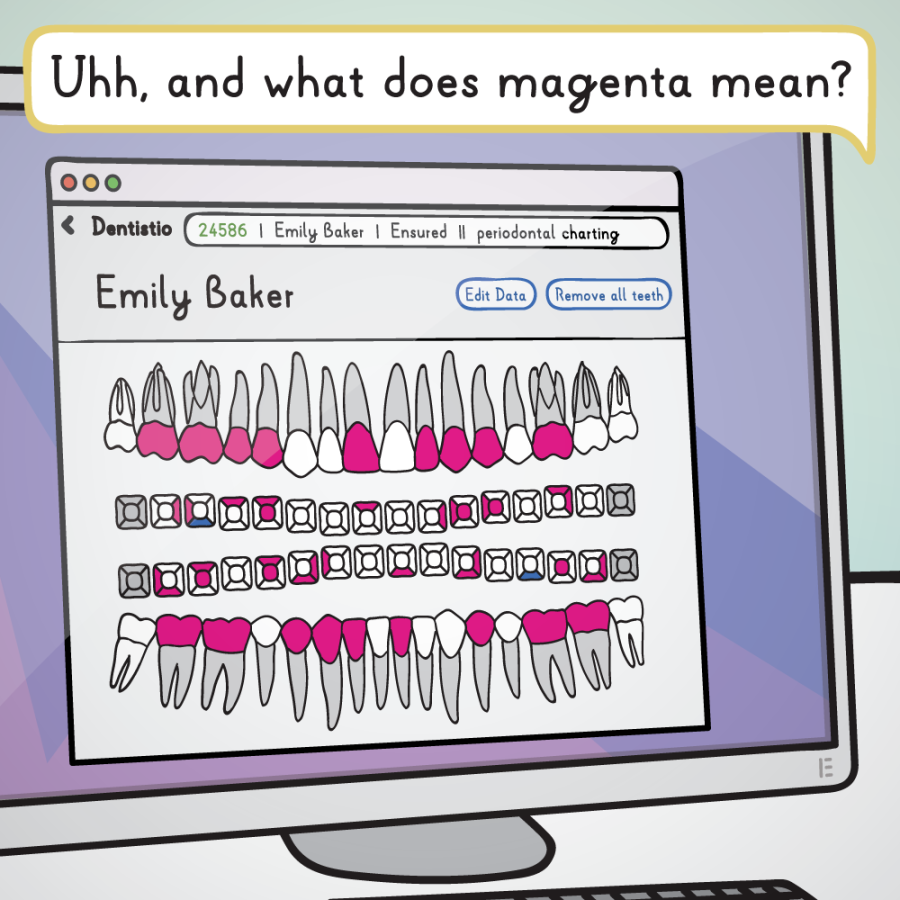 Uhh, and what does magenta mean?
Dentistio
24586 | Emily Baker | Ensured || periodontal charting
Emily Baker
Edit Data
Remove all teeth